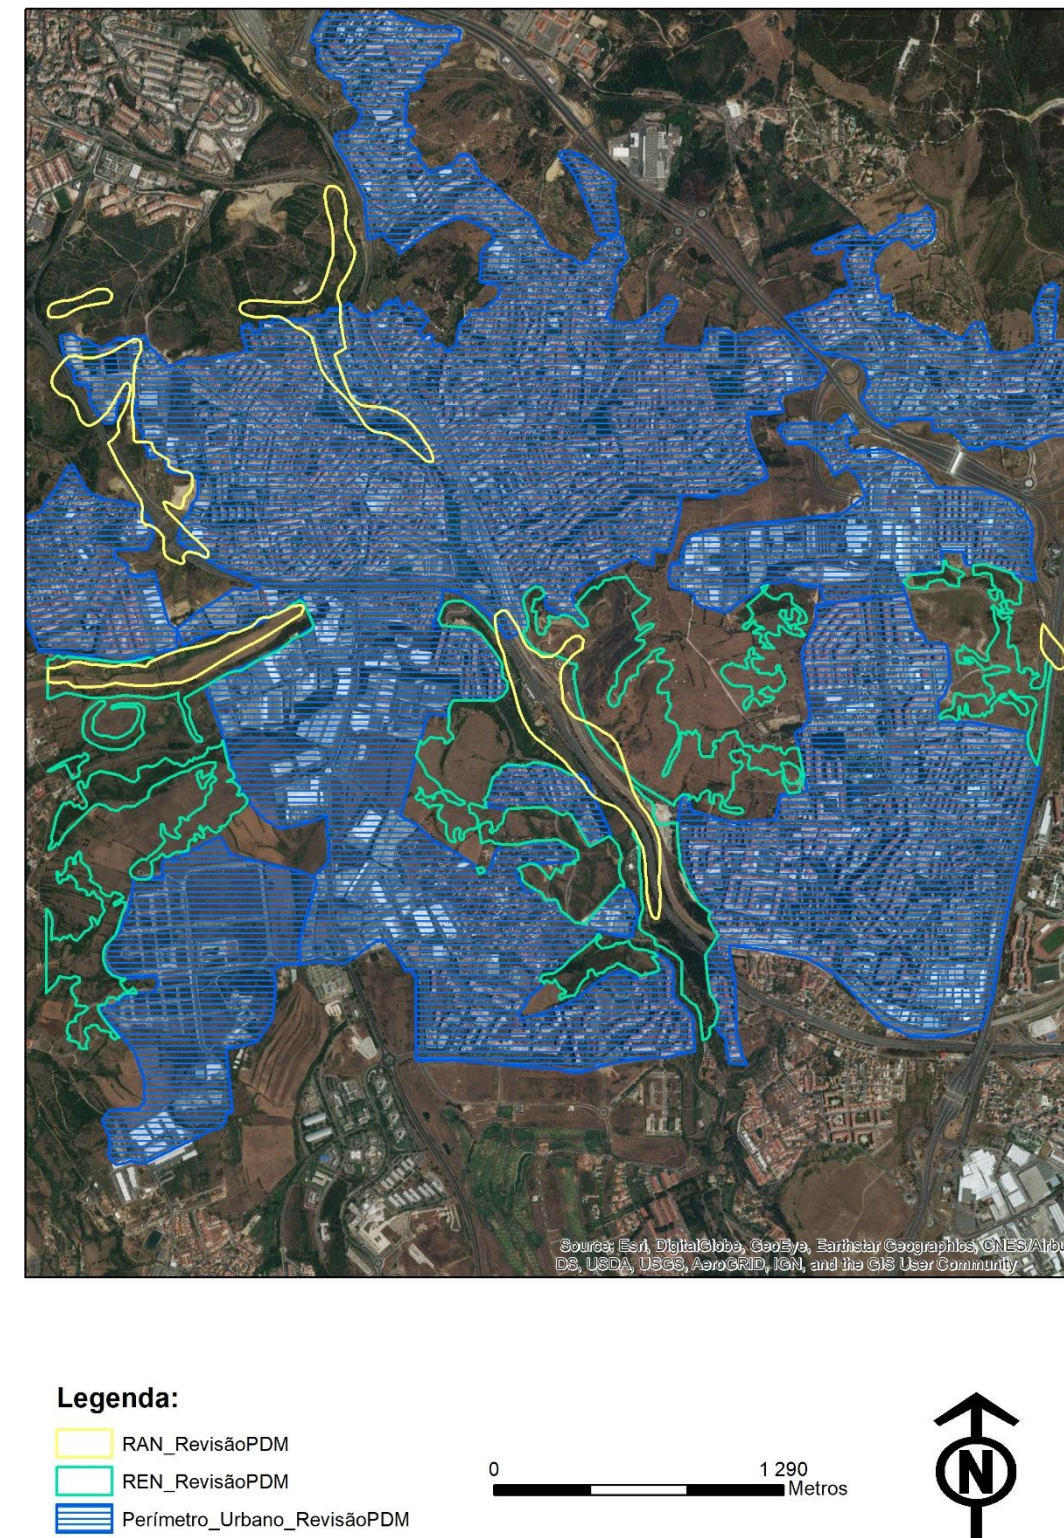 Source: Esri, DigitalGlobe, GeoEye, Earthstar Geographics, CNES/Airbu
DS, USDA, USGS, AeroGRID, IGN, and the GIS User Community
Legenda:
RAN_RevisãoPDM
REN_RevisãoPDM
Perímetro_Urbano_RevisãoPDM
0 1 290
Metros
N